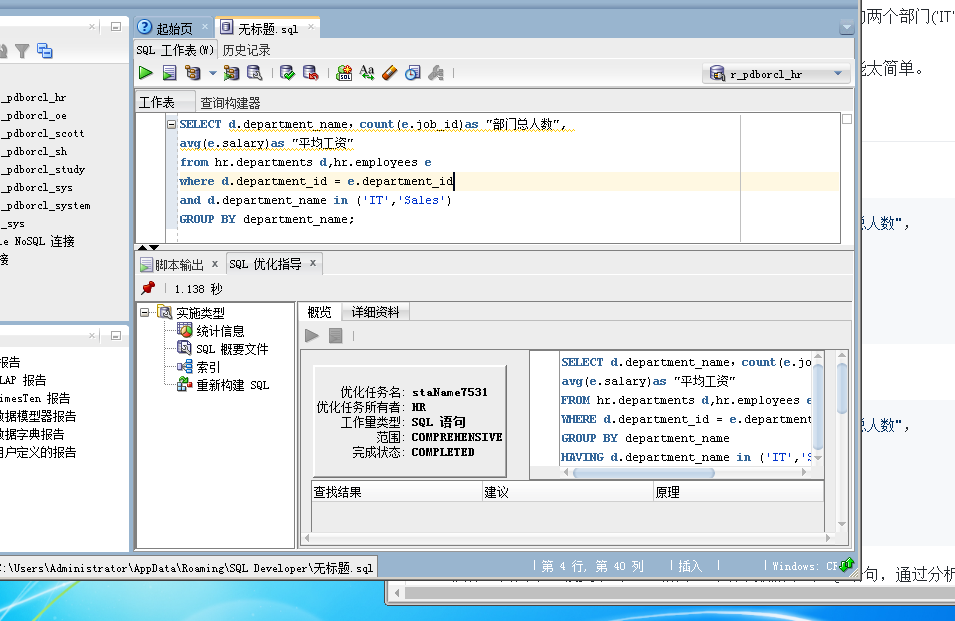 起始页
无标题.sql
SQL 工作表(W) 历史记录
r_pdborcl_hr
工作表 查询构建器
_pdborcl_hr
_pdborcl_oe
_pdborcl_scott
_pdborcl_sh
_pdborcl_study
_pdborcl_sys
_pdborcl_system
_sys
le NoSQL 连接
接
SELECT d.department_name，count(e.job_id)as "部门总人数"，
avg(e.salary)as "平均工资"
from hr.departments d,hr.employees e
where d.department_id = e.department_id
and d.department_name in ('IT','Sales')
GROUP BY department_name;
脚本输出 x SQL 优化指导 x
1.138 秒
报告
LAP 报告
imesTen 报告
数据模型器报告
数据字典报告
用户定义的报告
实施类型
统计信息
SQL 概要文件
索引
重新构建 SQL
概览 详细资料
优化任务名: staName7531
优化任务所有者: HR
工作量类型: SQL 语句
范围: COMPREHENSIVE
完成状态: COMPLETED
SELECT d.department_name，count(e.jo
avg(e.salary)as "平均工资"
FROM hr.departments d,hr.employees e
WHERE d.department_id = e.department
GROUP BY department_name
HAVING d.department_name in ('IT','S
查找结果 建议 原理
C:\Users\Administrator\AppData\Roaming\SQL Developer\无标题.sql
第 4 行, 第 40 列 插入 Windows: CR
两个部门('IT'
能太简单。
总人数"，
总人数"，
句，通过分析